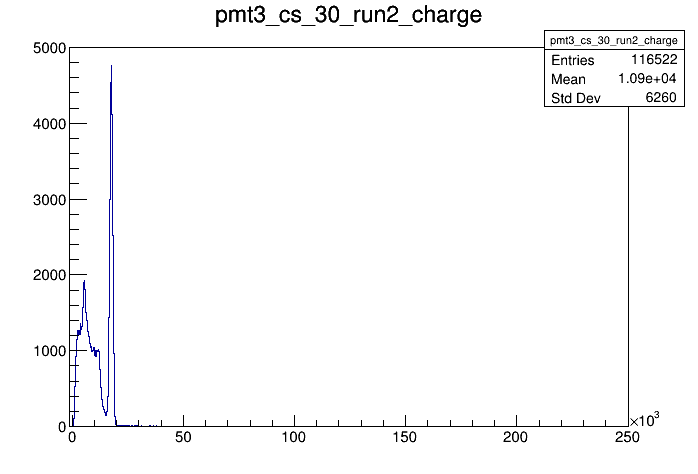 pmt3_cs_30_run2_charge
pmt3_cs_30_run2_charge
Entries 116522
Mean 1.09e+04
Std Dev 6260
5000
4000
3000
2000
1000
0
0 50 100 150 200 250
×10³